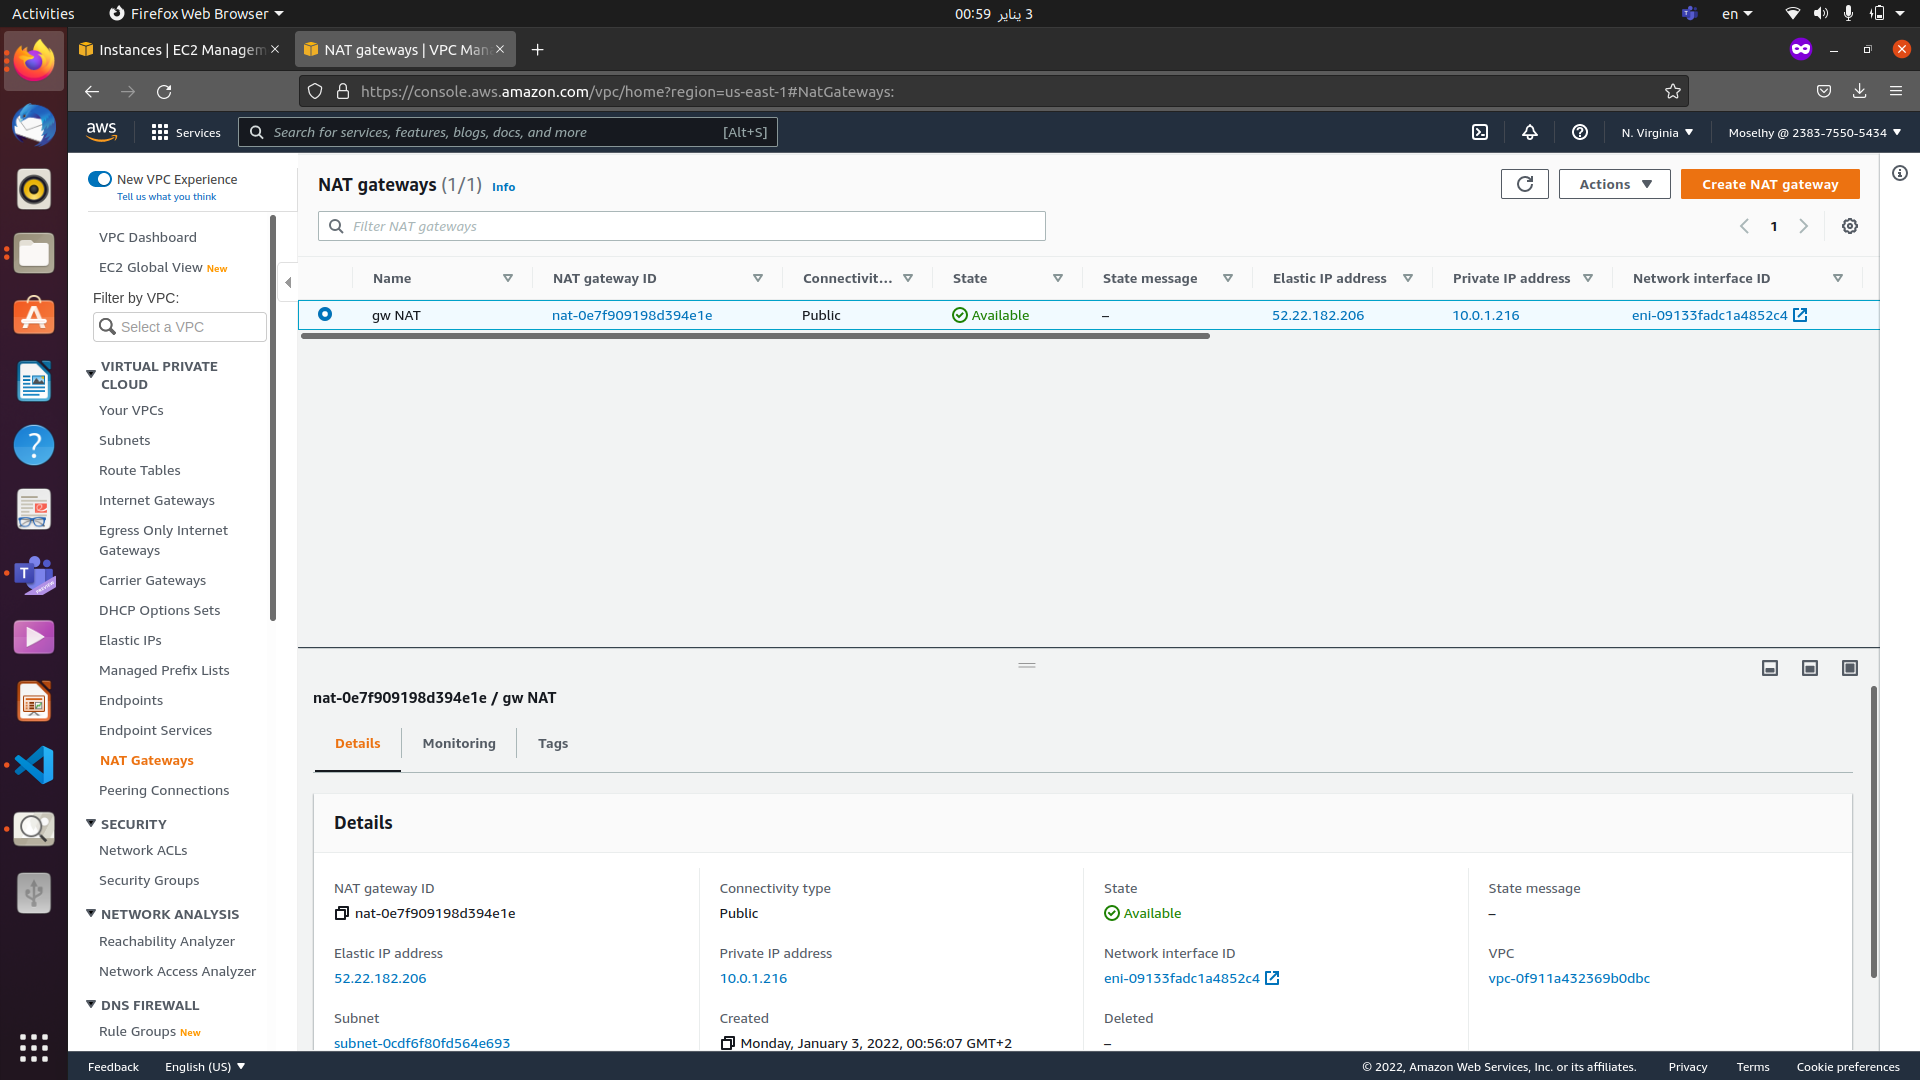 Activities
Firefox Web Browser
3 يناير 00:59
en
Instances | EC2 Managem
NAT gateways | VPC Man
https://console.aws.amazon.com/vpc/home?region=us-east-1#NatGateways:
aws
Services
Search for services, features, blogs, docs, and more
[Alt+S]
N. Virginia
Moselhy @ 2383-7550-5434
New VPC Experience
Tell us what you think
VPC Dashboard
EC2 Global View New
Filter by VPC:
Select a VPC
VIRTUAL PRIVATE
CLOUD
Your VPCs
Subnets
Route Tables
Internet Gateways
Egress Only Internet
Gateways
Carrier Gateways
DHCP Options Sets
Elastic IPs
Managed Prefix Lists
Endpoints
Endpoint Services
NAT Gateways
Peering Connections
SECURITY
Network ACLs
Security Groups
NETWORK ANALYSIS
Reachability Analyzer
Network Access Analyzer
DNS FIREWALL
Rule Groups New
NAT gateways (1/1) Info
Actions
Create NAT gateway
Filter NAT gateways
1
Name
NAT gateway ID
Connectivit...
State
State message
Elastic IP address
Private IP address
Network interface ID
gw NAT
nat-0e7f909198d394e1e
Public
Available
–
52.22.182.206
10.0.1.216
eni-09133fadc1a4852c4
nat-0e7f909198d394e1e / gw NAT
Details
Monitoring
Tags
Details
NAT gateway ID
nat-0e7f909198d394e1e
Connectivity type
Public
State
Available
State message
–
Elastic IP address
52.22.182.206
Private IP address
10.0.1.216
Network interface ID
eni-09133fadc1a4852c4
VPC
vpc-0f911a432369b0dbc
Subnet
subnet-0cdf6f80fd564e693
Created
Monday, January 3, 2022, 00:56:07 GMT+2
Deleted
–
Feedback
English (US)
© 2022, Amazon Web Services, Inc. or its affiliates.
Privacy
Terms
Cookie preferences